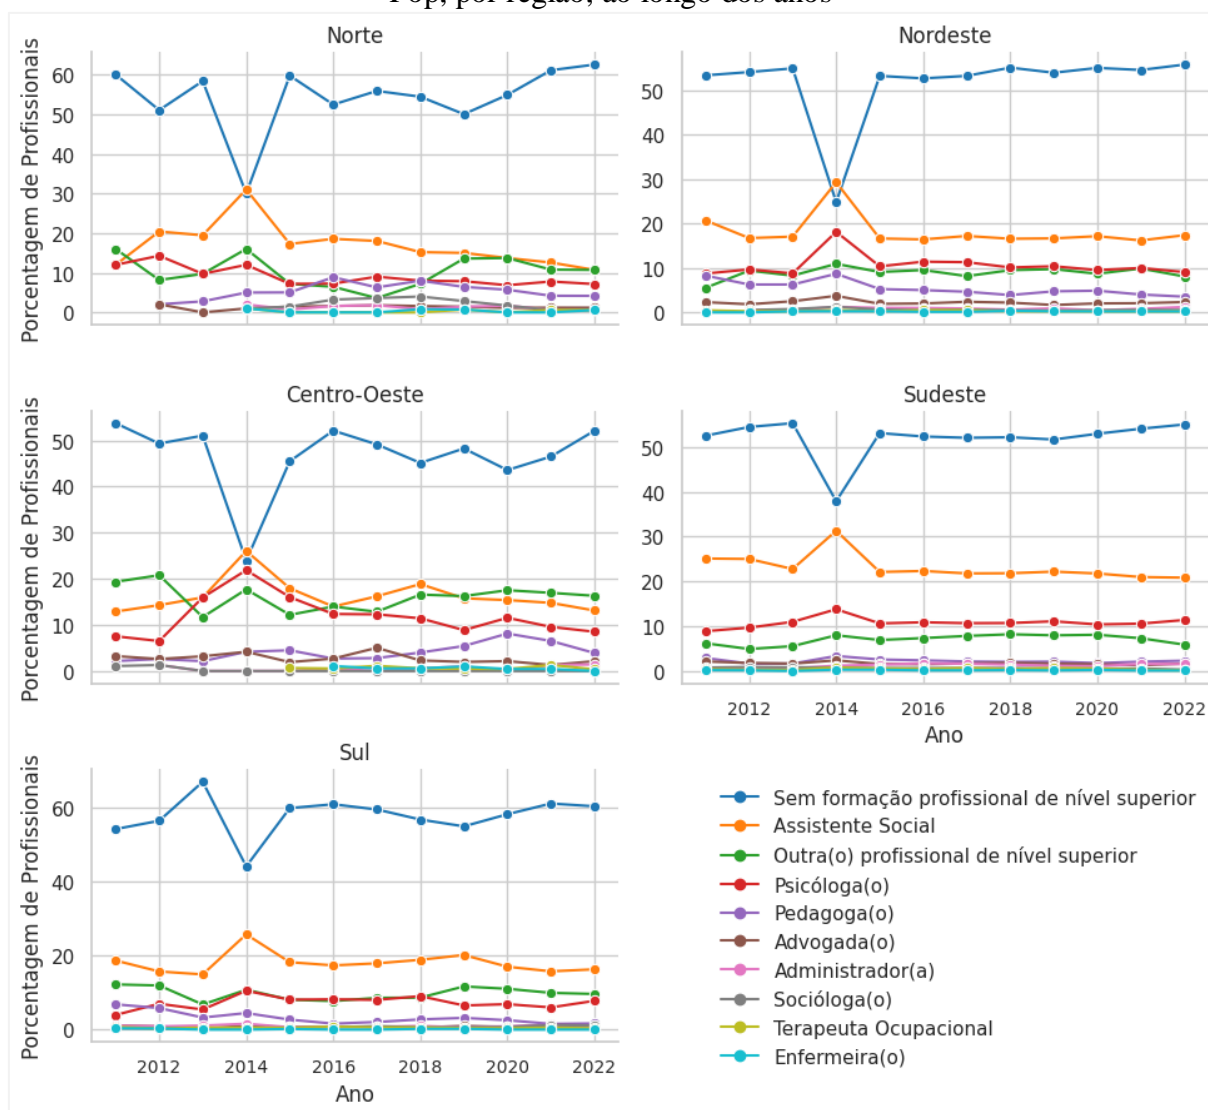 Pop, por região, ao longo dos anos
Norte
Nordeste
Porcentagem de Profissionais
60
50
40
30
20
10
0
50
40
30
20
10
0
Centro-Oeste
Sudeste
Porcentagem de Profissionais
50
40
30
20
10
0
50
40
30
20
10
0
2012 2014 2016 2018 2020 2022
Ano
Sul
Porcentagem de Profissionais
60
40
20
0
2012 2014 2016 2018 2020 2022
Ano
Sem formação profissional de nível superior
Assistente Social
Outra(o) profissional de nível superior
Psicóloga(o)
Pedagoga(o)
Advogada(o)
Administrador(a)
Socióloga(o)
Terapeuta Ocupacional
Enfermeira(o)